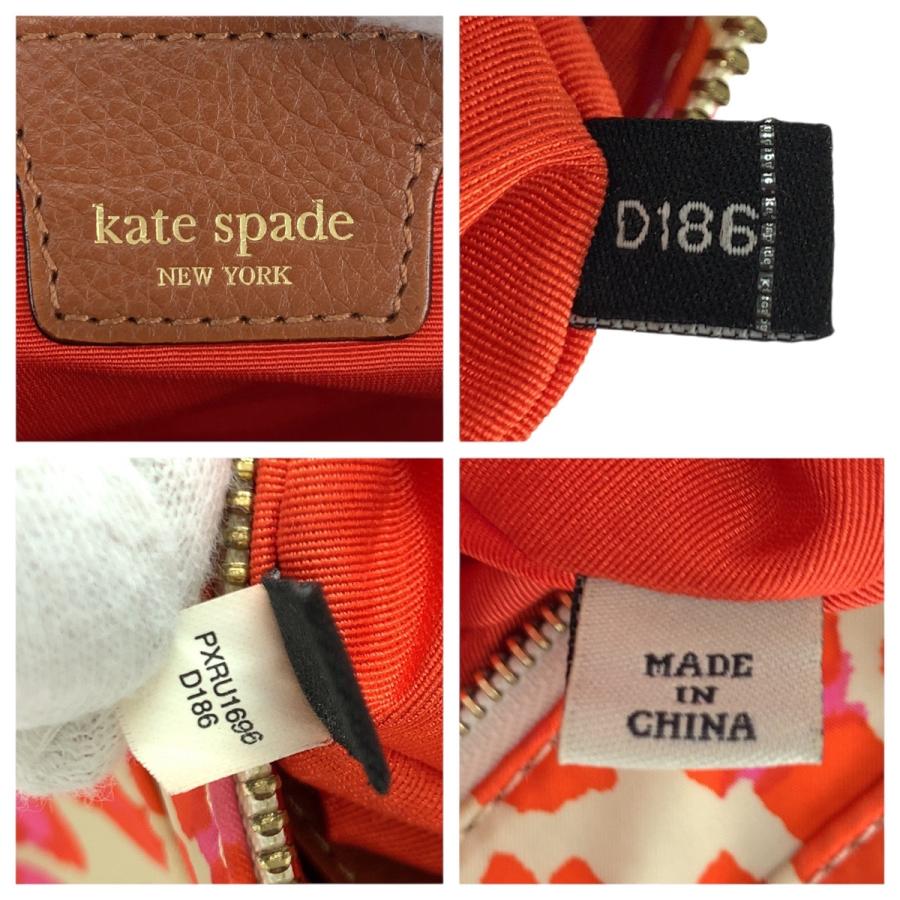 kate spade
NEW YORK
D186
PXRU1696
D186
MADE
IN
CHINA